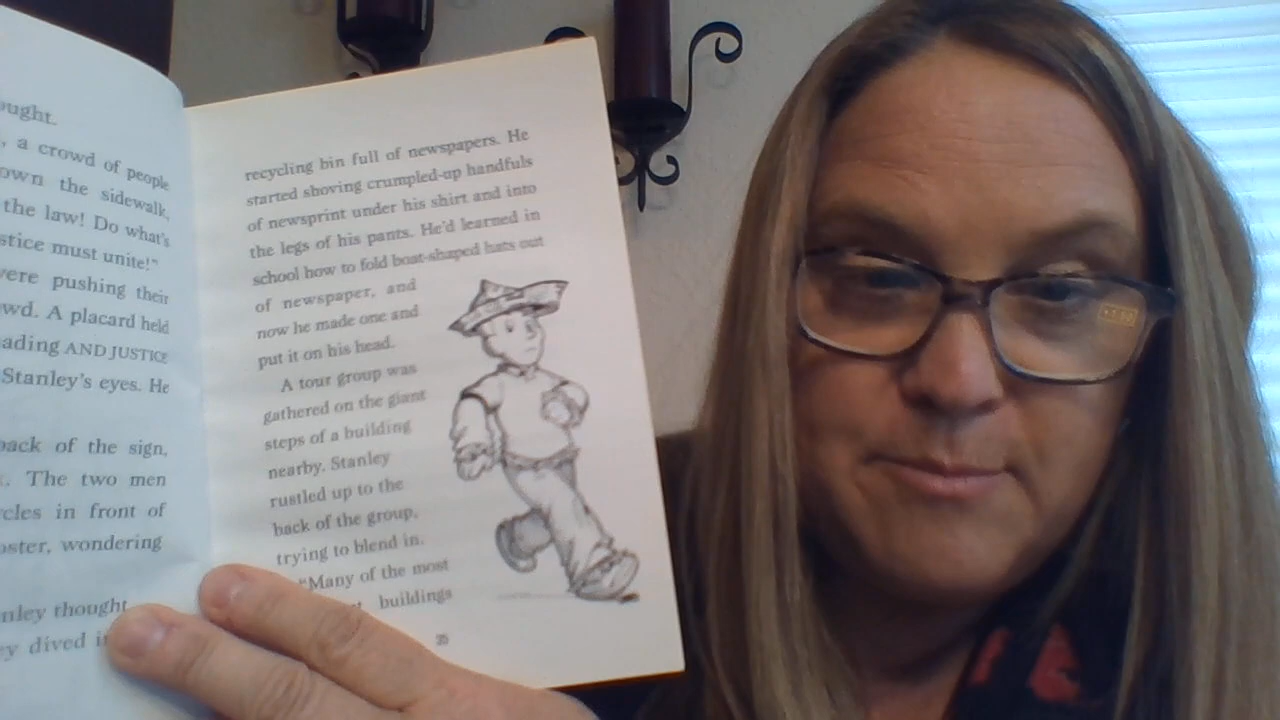 ought.
, a crowd of people
own the sidewalk,
the law! Do what's
stice must unite!"
vere pushing their
wd. A placard held
ading AND JUSTICE
Stanley's eyes. He
back of the sign,
. The two men
cles in front of
oster, wondering
nley thought
ey dived i
recycling bin full of newspapers. He
started shoving crumpled-up handfuls
of newsprint under his shirt and into
the legs of his pants. He'd learned in
school how to fold boat-shaped hats out
of newspaper, and
now he made one and
put it on his head.
A tour group was
gathered on the giant
steps of a building
nearby. Stanley
rustled up to the
back of the group,
trying to blend in.
"Many of the most
buildings